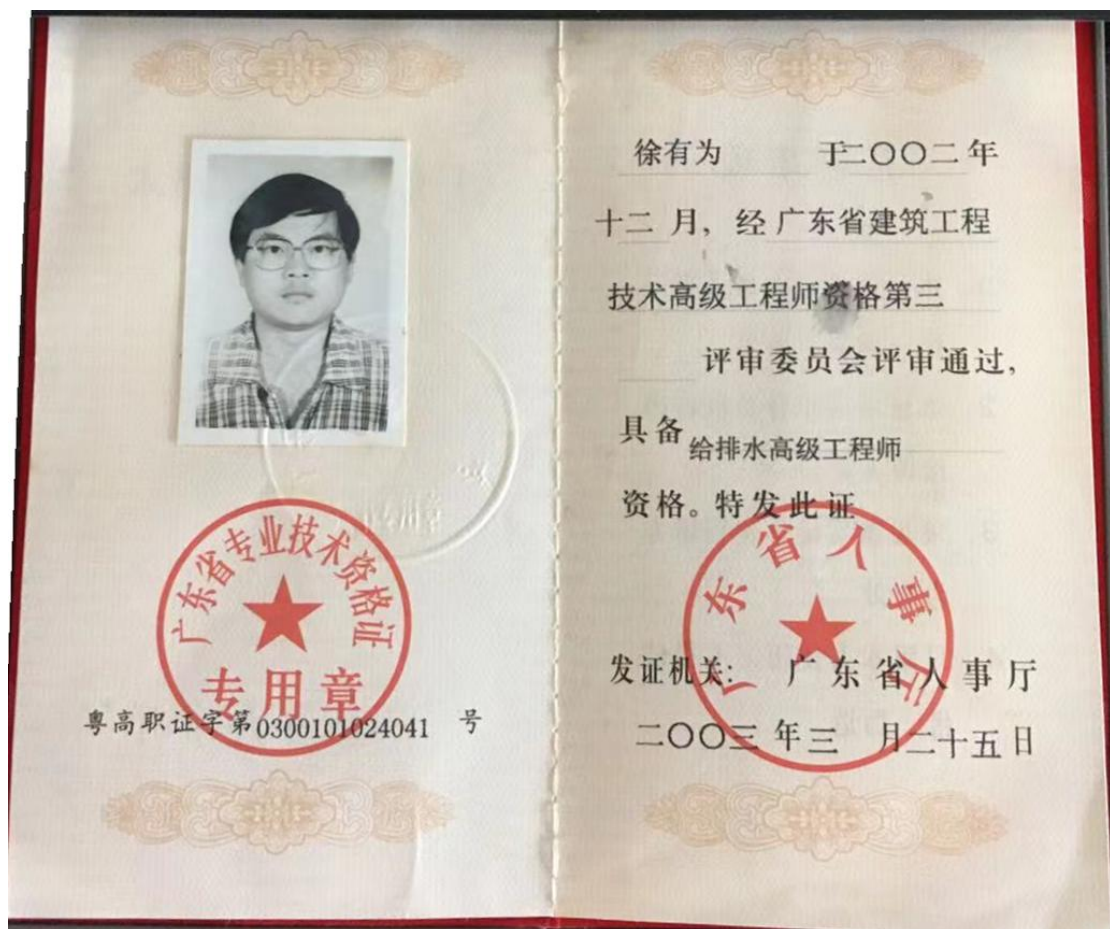 广东省专业技术资格证
专用章
粤高职证字第0300101024041 号
徐有为 于二〇〇二年
十二月，经广东省建筑工程
技术高级工程师资格第三
评审委员会评审通过，
具备给排水高级工程师
资格。特发此证
广东省人事厅
发证机关：广东省人事厅
二〇〇三年三月二十五日